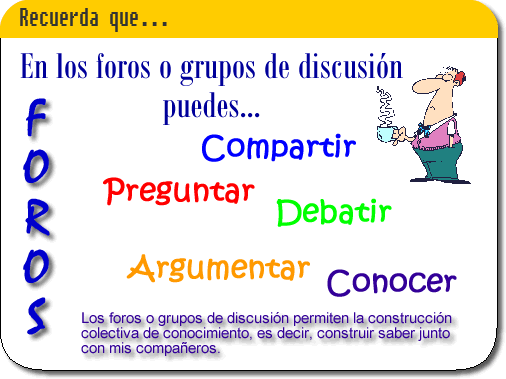 Recuerda que...
En los foros o grupos de discusión
puedes...
FOROS
Compartir
Preguntar
Debatir
Argumentar
Conocer
Los foros o grupos de discusión permiten la construcción
colectiva de conocimiento, es decir, construir saber junto
con mis compañeros.